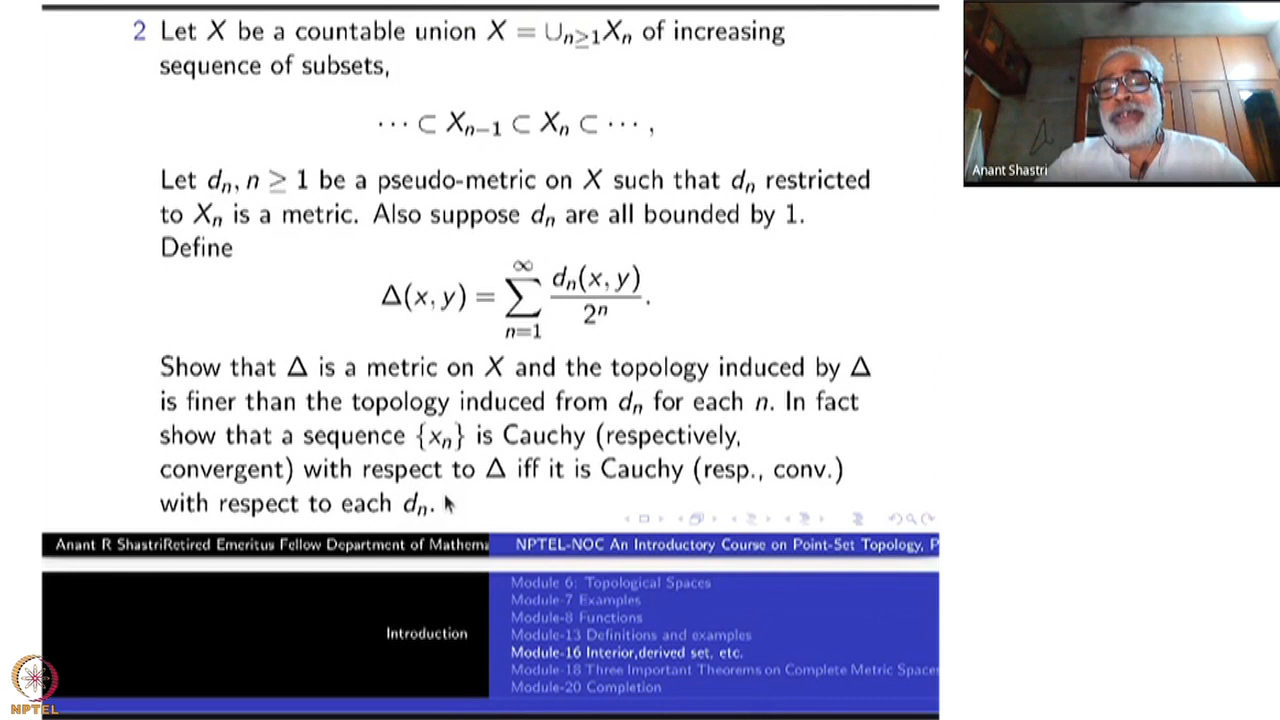 2 Let X be a countable union X = ∪n≥1Xn of increasing
sequence of subsets,
··· ⊂ Xn−1 ⊂ Xn ⊂ ··· ,
Let dn, n ≥ 1 be a pseudo-metric on X such that dn restricted
to Xn is a metric. Also suppose dn are all bounded by 1.
Define
Δ(x, y) = ∑_{n=1}^{∞} dn(x, y)/2^n.
Show that Δ is a metric on X and the topology induced by Δ
is finer than the topology induced from dn for each n. In fact
show that a sequence {xn} is Cauchy (respectively,
convergent) with respect to Δ iff it is Cauchy (resp., conv.)
with respect to each dn.
Anant Shastri
Anant R ShastriRetired Emeritus Fellow Department of Mathema
NPTEL-NOC An Introductory Course on Point-Set Topology, P
Introduction
Module 6: Topological Spaces
Module-7 Examples
Module-8 Functions
Module-13 Definitions and examples
Module-16 Interior,derived set, etc.
Module-18 Three Important Theorems on Complete Metric Space
Module-20 Completion
NPTEL